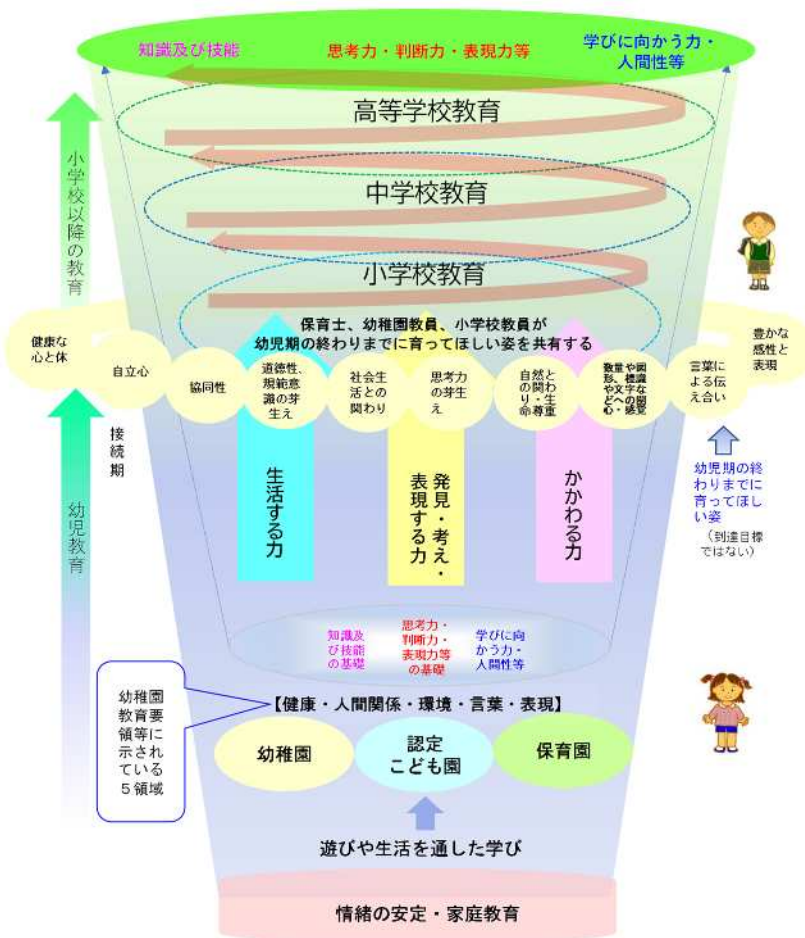 知識及び技能
思考力・判断力・表現力等
学びに向かう力・
人間性等
高等学校教育
中学校教育
小学校教育
小学校以降の教育
保育士、幼稚園教員、小学校教員が
幼児期の終わりまでに育ってほしい姿を共有する
健康な
心と体
自立心
協同性
道徳性、
規範意
識の芽
生え
社会生
活との
関わり
思考力
の芽生
え
自然と
の関わ
り・生
命尊重
数量や図
形、標識
や文字な
どへの関
心・感覚
言葉に
よる伝
え合い
豊かな
感性と
表現
接続期
幼児教育
生活する力
発見・考え・
表現する力
かかわる力
幼児期の終
わりまでに
育ってほし
い姿
(到達目標
ではない)
知識及
び技能
の基礎
思考力・
判断力・
表現力等
の基礎
学びに向
かう力・
人間性等
幼稚園
教育要
領等に
示され
ている
5領域
【健康・人間関係・環境・言葉・表現】
幼稚園
認定
こども園
保育園
遊びや生活を通した学び
情緒の安定・家庭教育